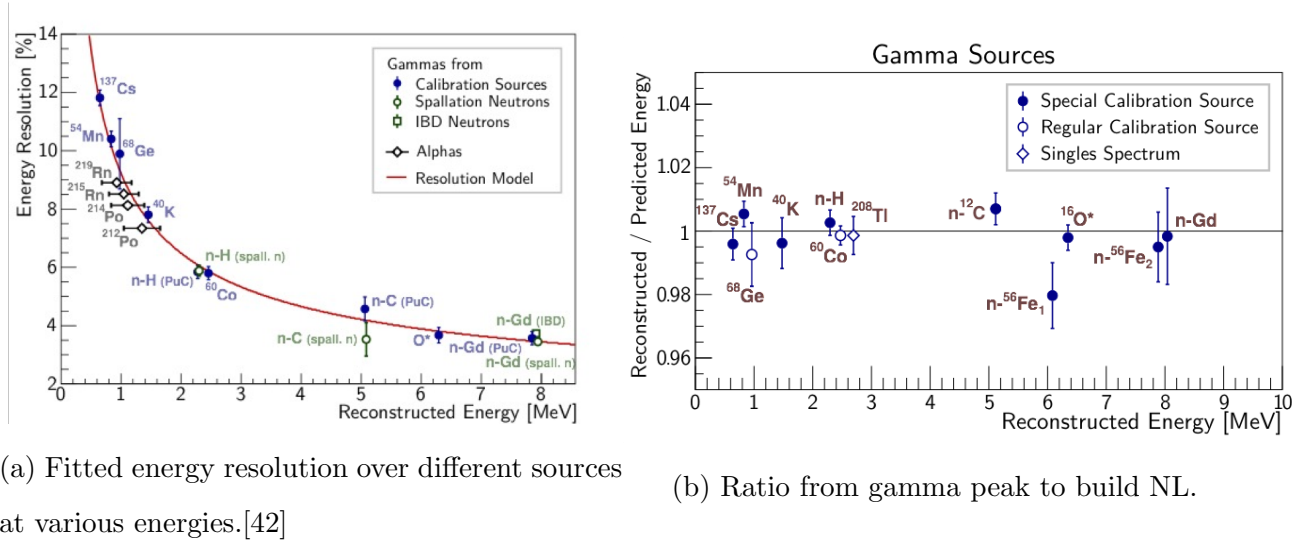 Energy Resolution [%]
14
12
10
8
6
4
2
0 1 2 3 4 5 6 7 8
Reconstructed Energy [MeV]
Gammas from
Calibration Sources
Spallation Neutrons
IBD Neutrons
Alphas
Resolution Model
137Cs
54Mn
68Ge
219Rn
215Rn
214Po
212Po
40K
n-H (spall. n)
n-H (PuC)
60Co
n-C (PuC)
n-C (spall. n)
O*
n-Gd (IBD)
n-Gd (PuC)
n-Gd (spall. n)
(a) Fitted energy resolution over different sources
at various energies.[42]
Gamma Sources
Reconstructed / Predicted Energy
1.04
1.02
1
0.98
0.96
0 1 2 3 4 5 6 7 8 9 10
Reconstructed Energy [MeV]
Special Calibration Source
Regular Calibration Source
Singles Spectrum
54Mn
137Cs
68Ge
40K
n-H
208Tl
60Co
n-12C
16O*
n-56Fe1
n-56Fe2
n-Gd
(b) Ratio from gamma peak to build NL.